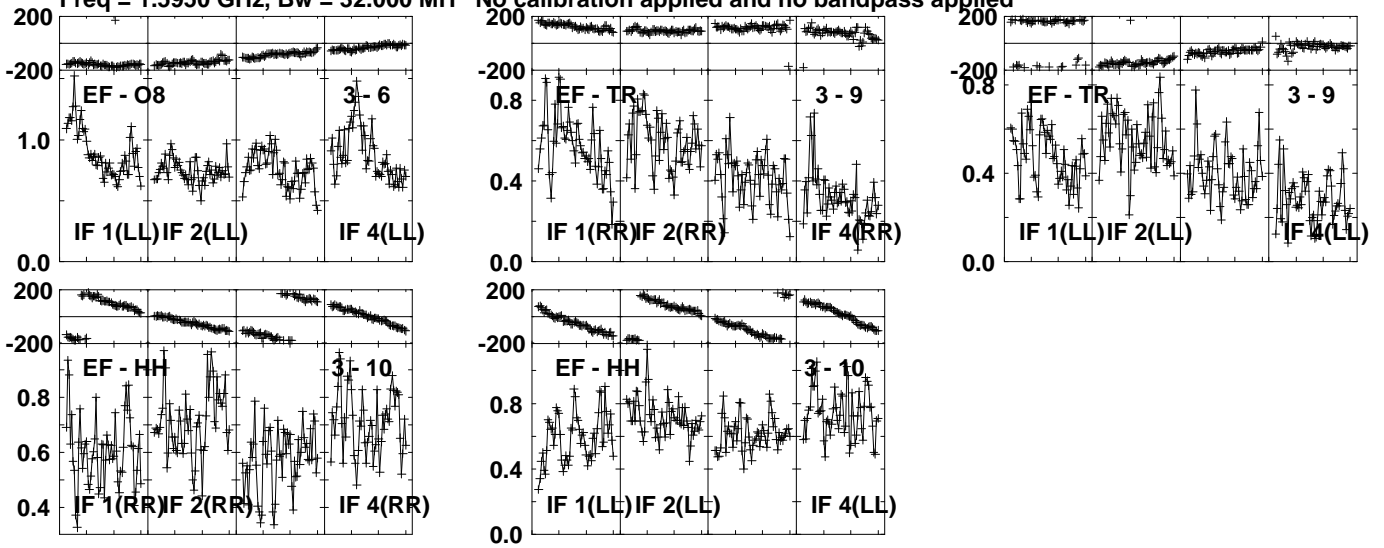 Freq = 1.5950 GHz, Bw = 32.000 MH No calibration applied and no bandpass applied
200
-200
EF - O8
3 - 6
1.0
0.0
IF 1(LL)
IF 2(LL)
IF 4(LL)
200
-200
EF - TR
3 - 9
0.8
0.4
0.0
IF 1(RR)
IF 2(RR)
IF 4(RR)
200
-200
EF - TR
3 - 9
0.8
0.4
0.0
IF 1(LL)
IF 2(LL)
IF 4(LL)
200
-200
EF - HH
3 - 10
0.8
0.6
0.4
IF 1(RR)
IF 2(RR)
IF 4(RR)
200
-200
EF - HH
3 - 10
0.8
0.4
0.0
IF 1(LL)
IF 2(LL)
IF 4(LL)